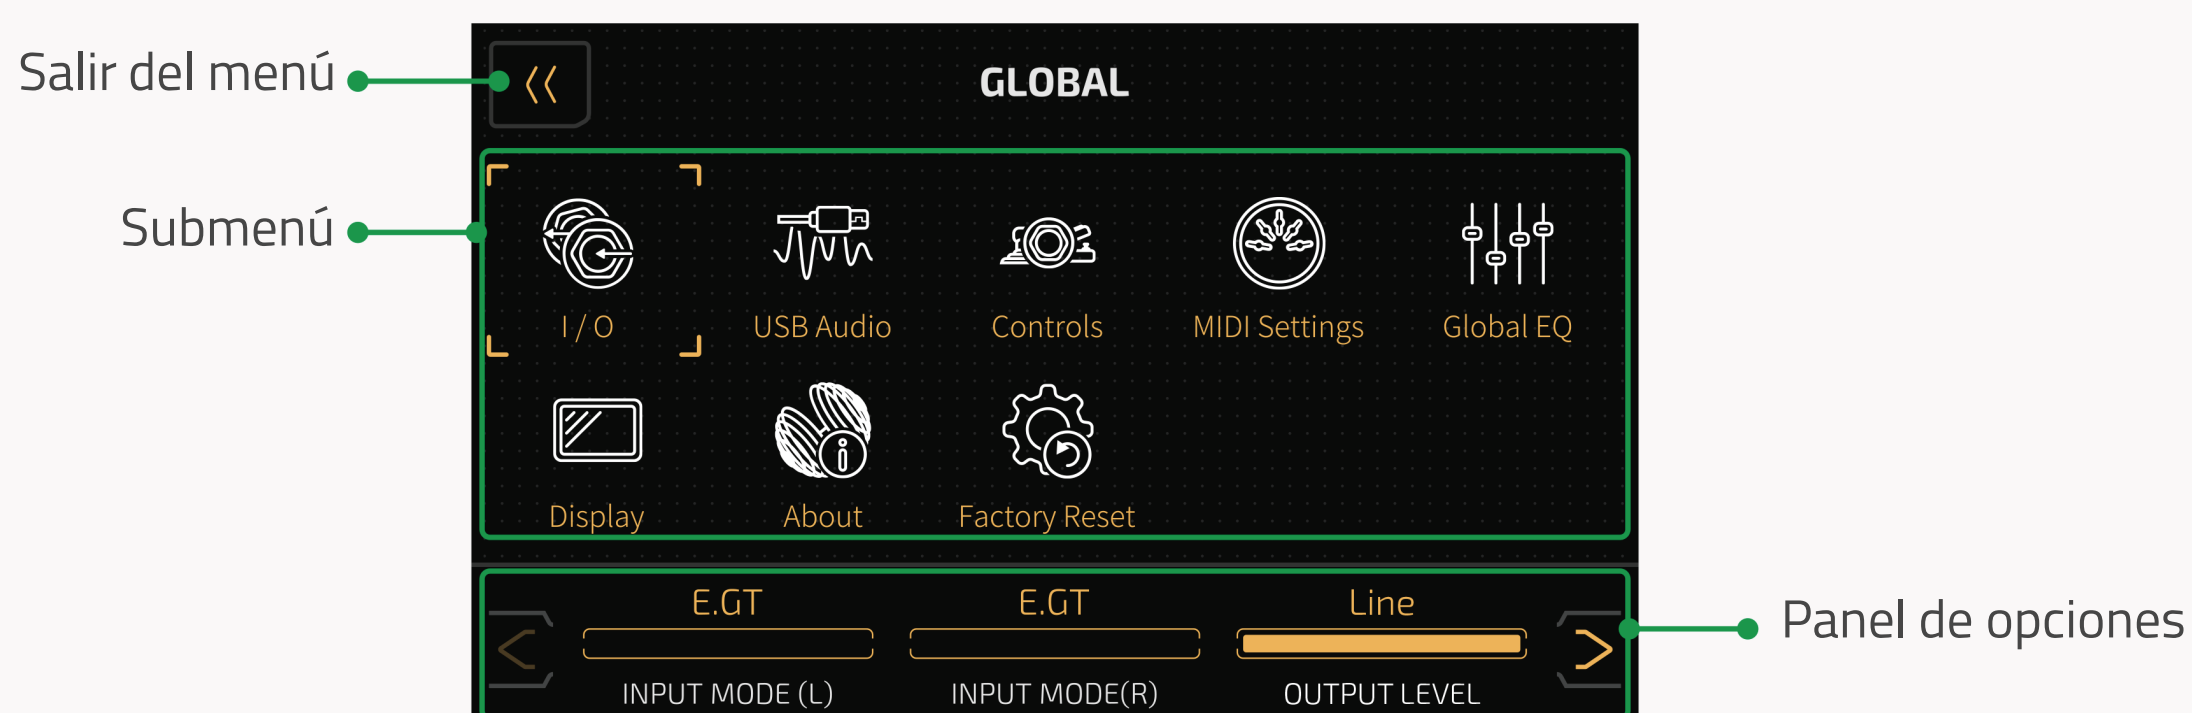 Salir del menú
GLOBAL
Submenú
I / O
USB Audio
Controls
MIDI Settings
Global EQ
Display
About
Factory Reset
E.GT
E.GT
Line
Panel de opciones
INPUT MODE (L)
INPUT MODE(R)
OUTPUT LEVEL